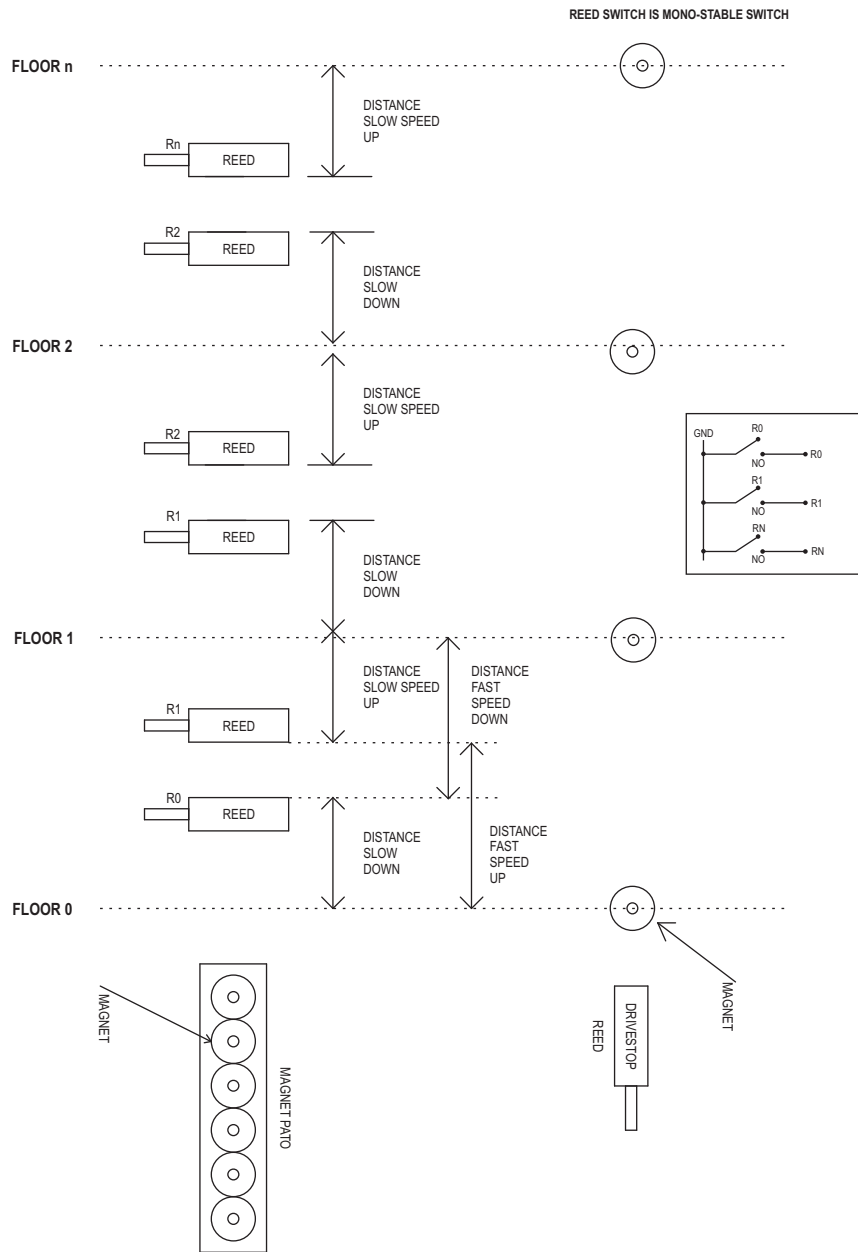 REED SWITCH IS MONO-STABLE SWITCH
FLOOR n
DISTANCE
SLOW SPEED
UP
Rn
REED
R2
REED
DISTANCE
SLOW
DOWN
FLOOR 2
DISTANCE
SLOW SPEED
UP
R2
REED
GND
R0
NO
R0
R1
NO
R1
RN
NO
RN
R1
REED
DISTANCE
SLOW
DOWN
FLOOR 1
DISTANCE
SLOW SPEED
UP
DISTANCE
FAST
SPEED
DOWN
R1
REED
R0
REED
DISTANCE
SLOW
DOWN
DISTANCE
FAST
SPEED
UP
FLOOR 0
MAGNET
MAGNET PATO
DRIVESTOP
REED
MAGNET